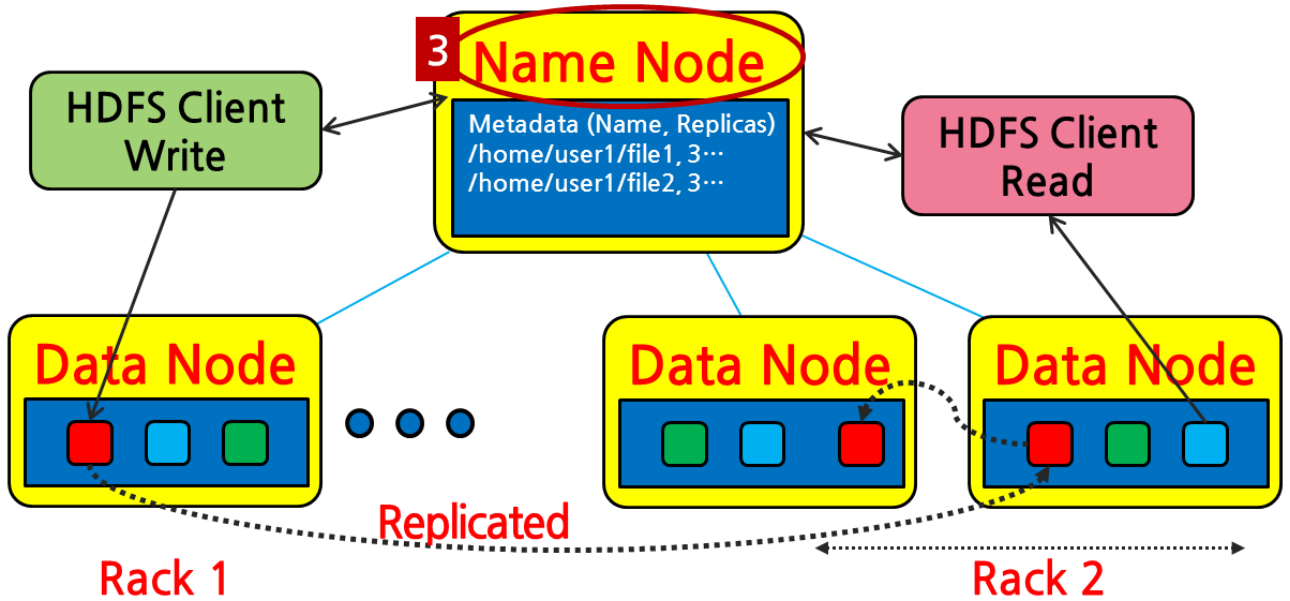 3
Name Node
HDFS Client
Write
Metadata (Name, Replicas)
/home/user1/file1, 3…
/home/user1/file2, 3…
HDFS Client
Read
Data Node
Data Node
Data Node
Replicated
Rack 1
Rack 2